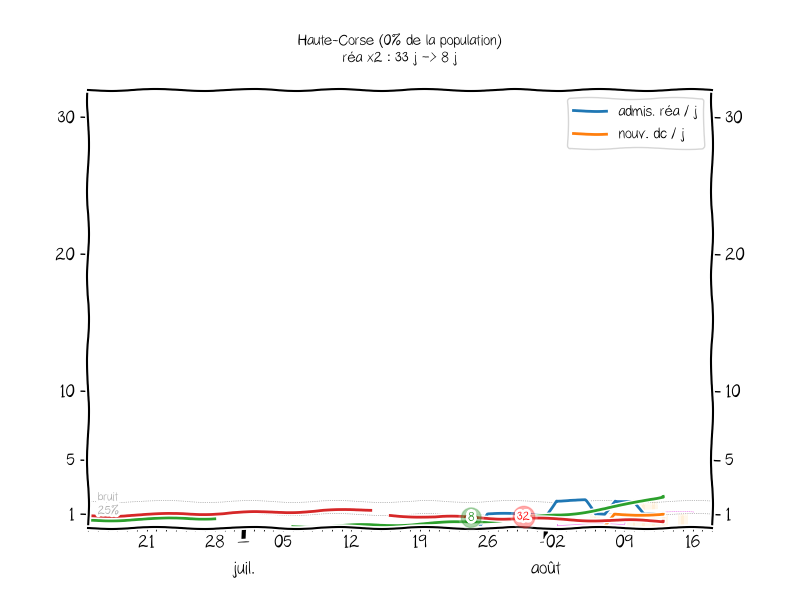 Haute-Corse (0% de la population)
réa x2 : 33 j -> 8 j
admis. réa / j
nouv. dc / j
30
30
20
20
10
10
5
5
bruit
25%
1
1
8
32
21 28 05 12 19 26 02 09 16
juil. août